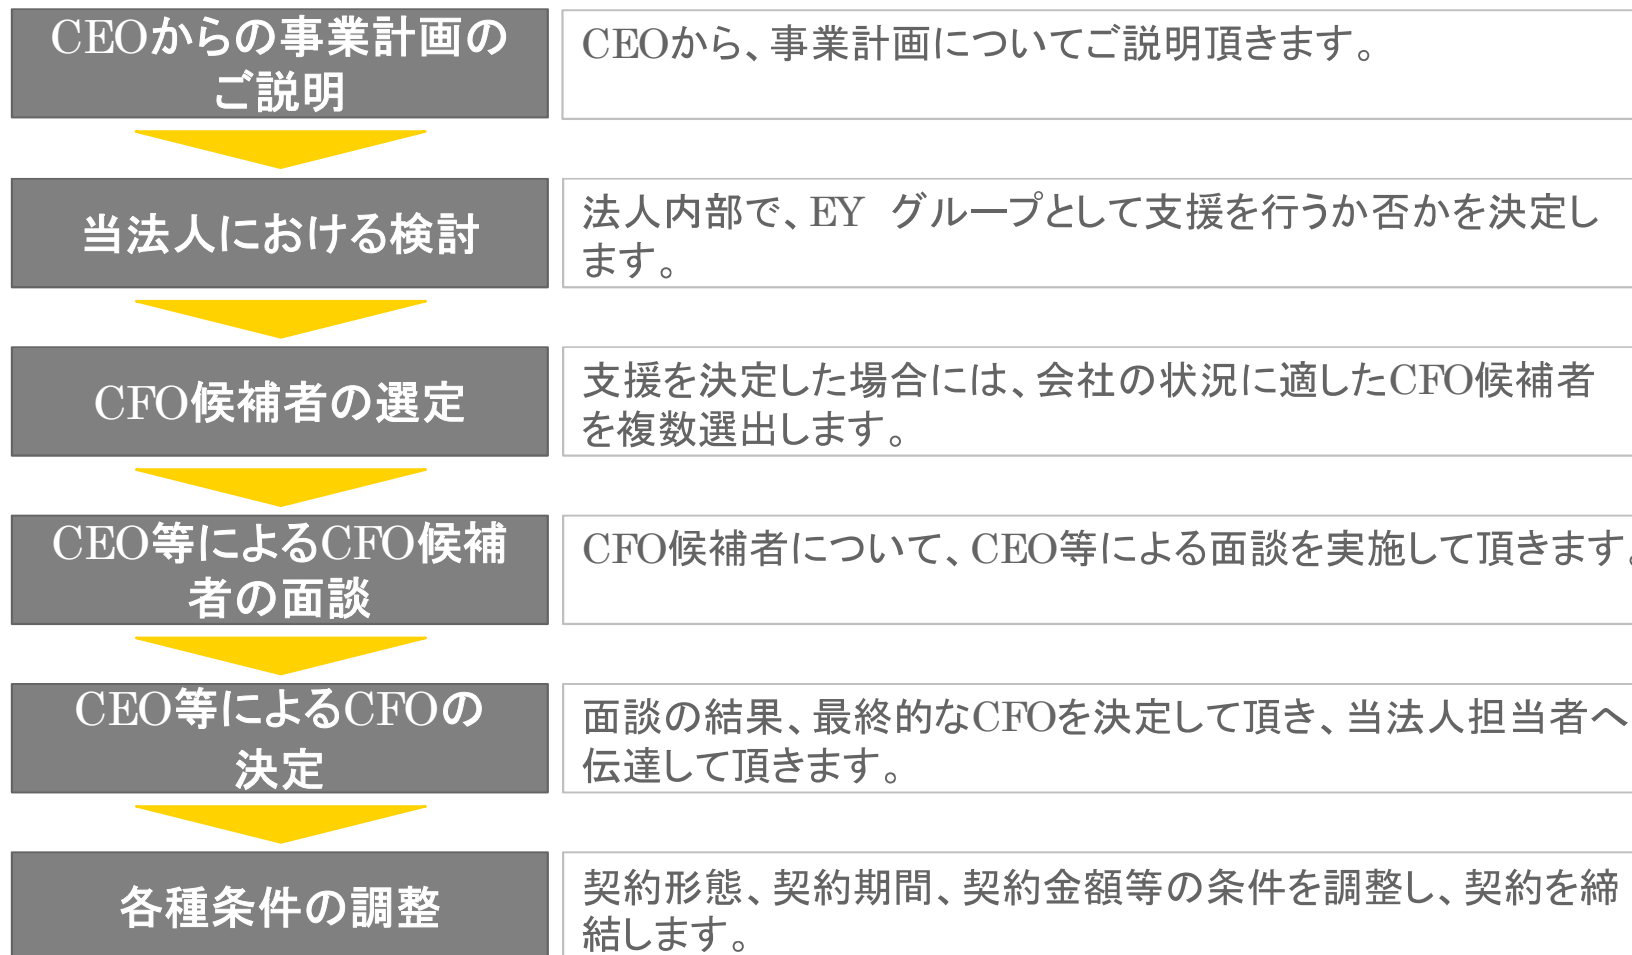 CEOからの事業計画の
ご説明
CEOから、事業計画についてご説明頂きます。
当法人における検討
法人内部で、EY グループとして支援を行うか否かを決定し
ます。
CFO候補者の選定
支援を決定した場合には、会社の状況に適したCFO候補者
を複数選出します。
CEO等によるCFO候補
者の面談
CFO候補者について、CEO等による面談を実施して頂きます。
CEO等によるCFOの
決定
面談の結果、最終的なCFOを決定して頂き、当法人担当者へ
伝達して頂きます。
各種条件の調整
契約形態、契約期間、契約金額等の条件を調整し、契約を締
結します。